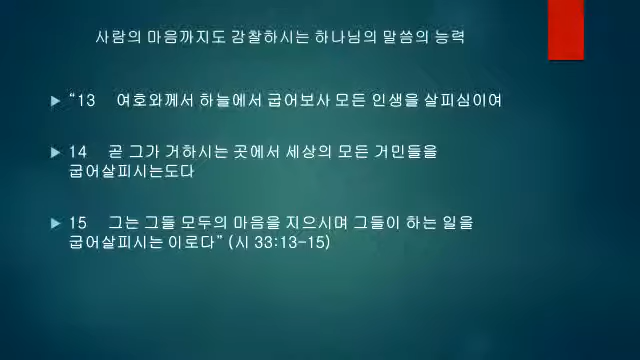 사람의 마음까지도 감찰하시는 하나님의 말씀의 능력
“13 여호와께서 하늘에서 굽어보사 모든 인생을 살피심이여
14 곧 그가 거하시는 곳에서 세상의 모든 거민들을
굽어살피시는도다
15 그는 그들 모두의 마음을 지으시며 그들이 하는 일을
굽어살피시는 이로다” (시 33:13-15)